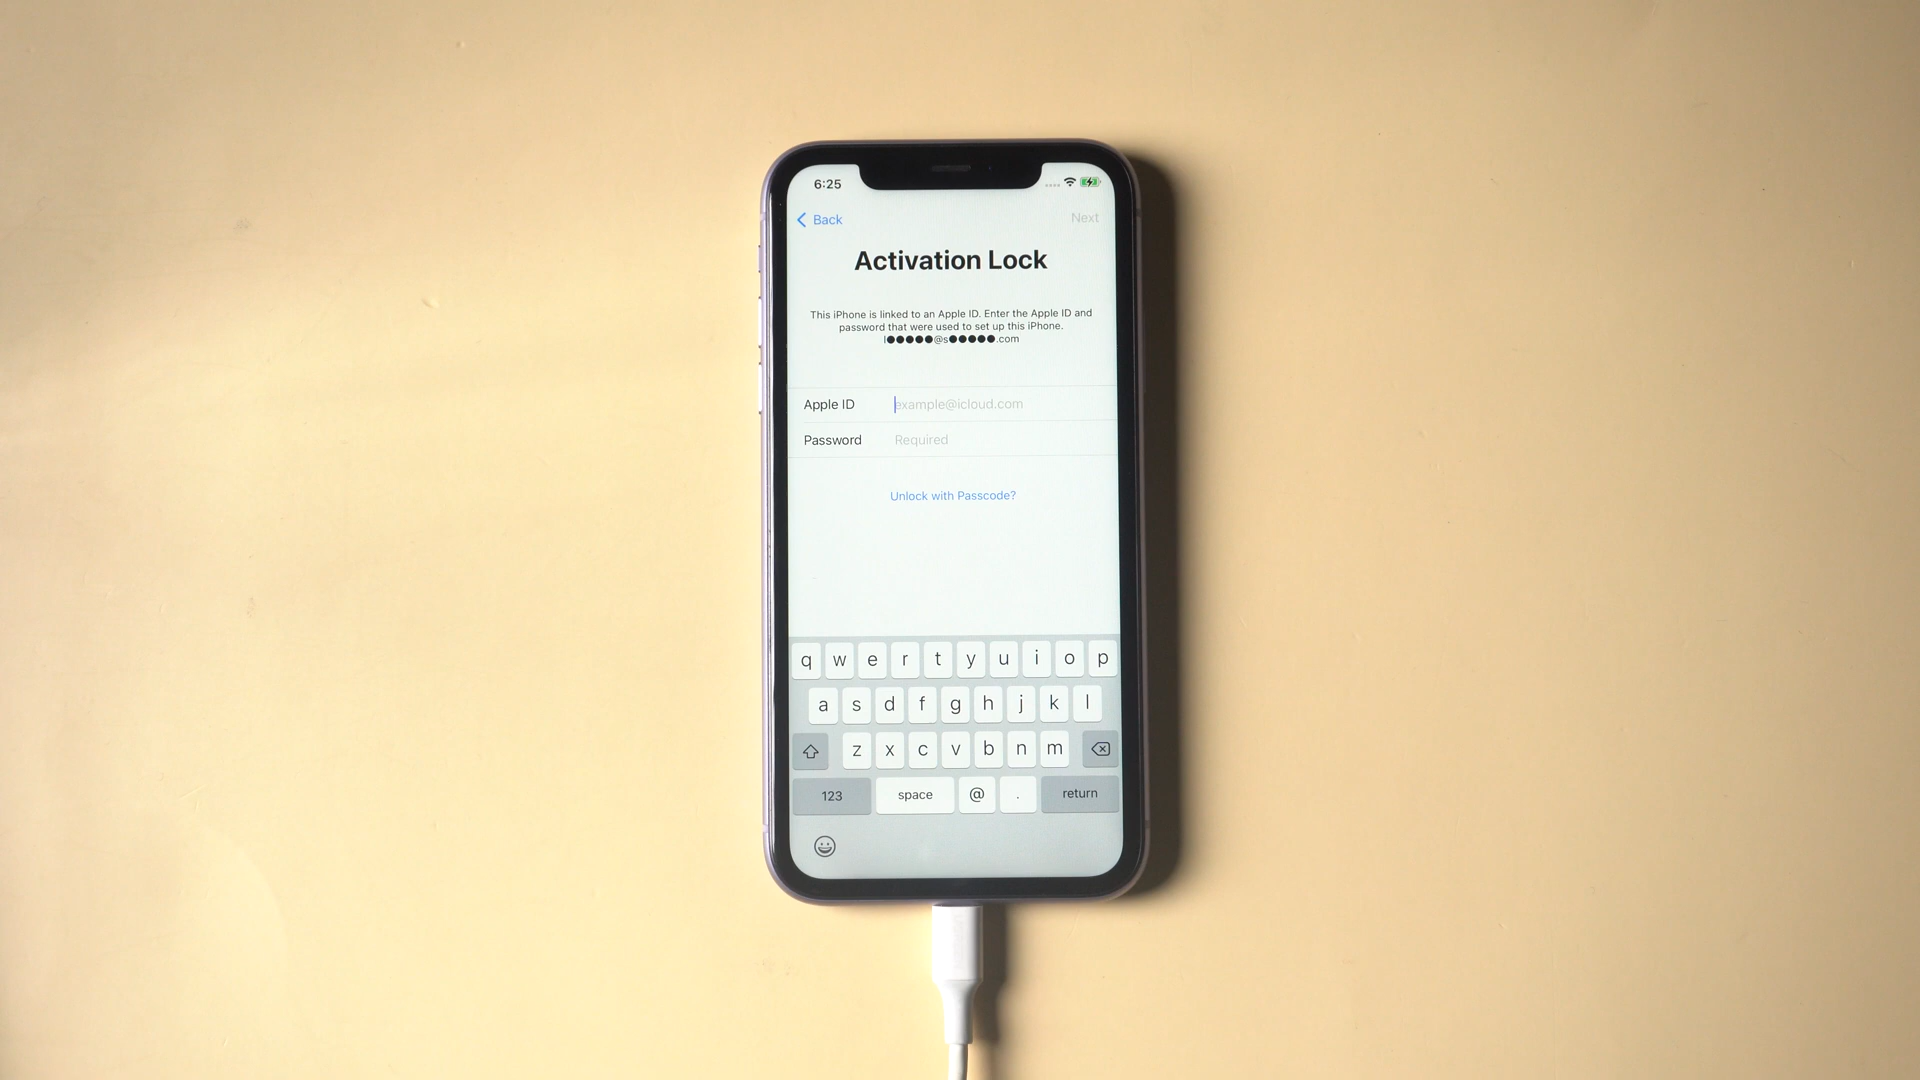 6:25
Back Next
Activation Lock
This iPhone is linked to an Apple ID. Enter the Apple ID and
password that were used to set up this iPhone.
l●●●●●@s●●●●●.com
Apple ID example@icloud.com
Password Required
Unlock with Passcode?
q w e r t y u i o p
a s d f g h j k l
z x c v b n m
123 space @ . return